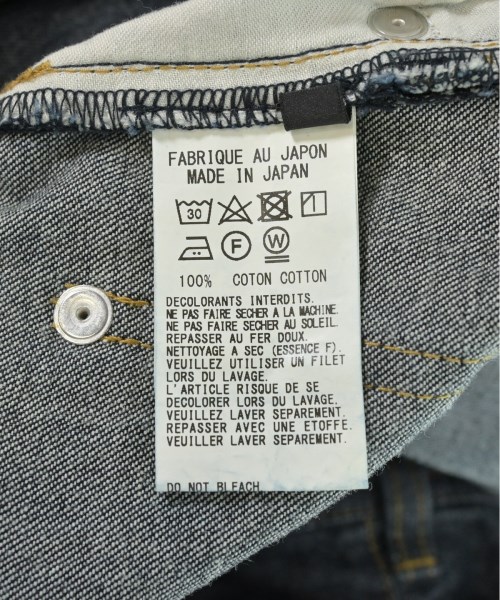 FABRIQUE AU JAPON
MADE IN JAPAN
30
F
W
100% COTON COTTON
DECOLORANTS INTERDITS.
NE PAS FAIRE SECHER A LA MACHINE.
NE PAS FAIRE SECHER AU SOLEIL.
REPASSER AU FER DOUX.
NETTOYAGE A SEC (ESSENCE F).
VEUILLEZ UTILISER UN FILET
LORS DU LAVAGE.
L'ARTICLE RISQUE DE SE
DECOLORER LORS DU LAVAGE.
VEUILLEZ LAVER SEPAREMENT.
REPASSER AVEC UNE ETOFFE.
VEUILLER LAVER SEPAREMENT.
DO NOT BLEACH